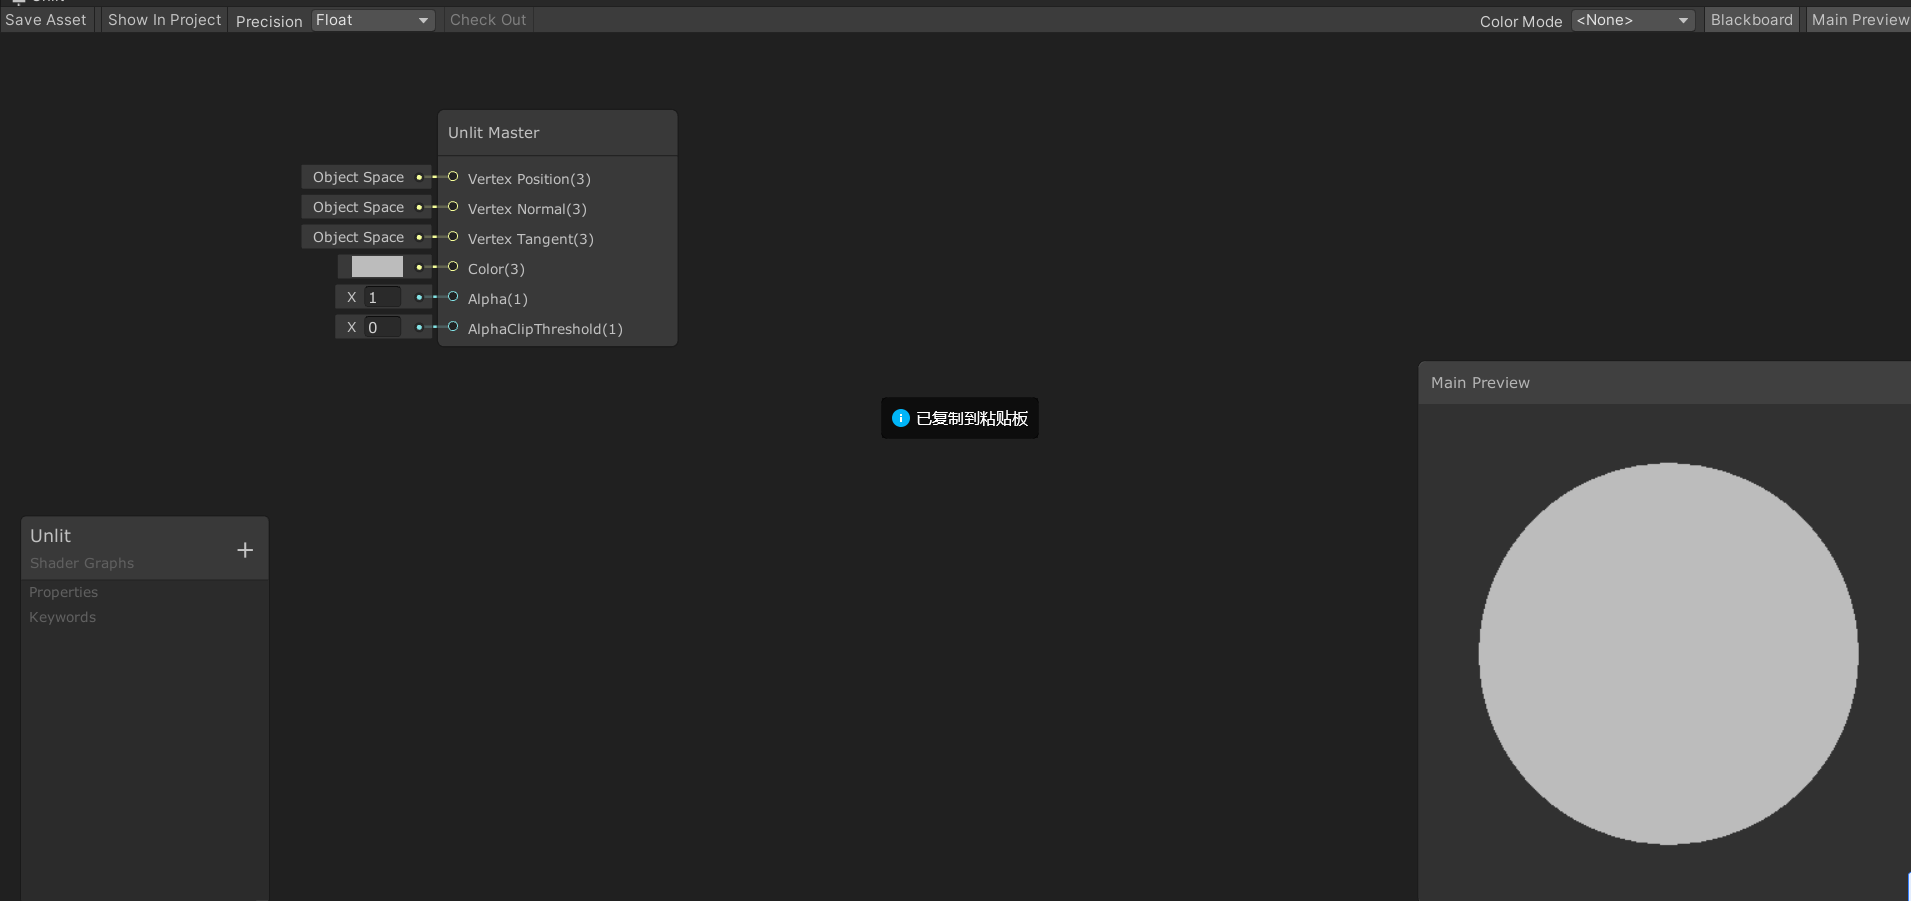 Save Asset Show In Project Precision Float Check Out Color Mode <None> Blackboard Main Preview
Unlit Master
Object Space Vertex Position(3)
Object Space Vertex Normal(3)
Object Space Vertex Tangent(3)
Color(3)
X 1 Alpha(1)
X 0 AlphaClipThreshold(1)
Main Preview
已复制到粘贴板
Unlit
Shader Graphs
Properties
Keywords